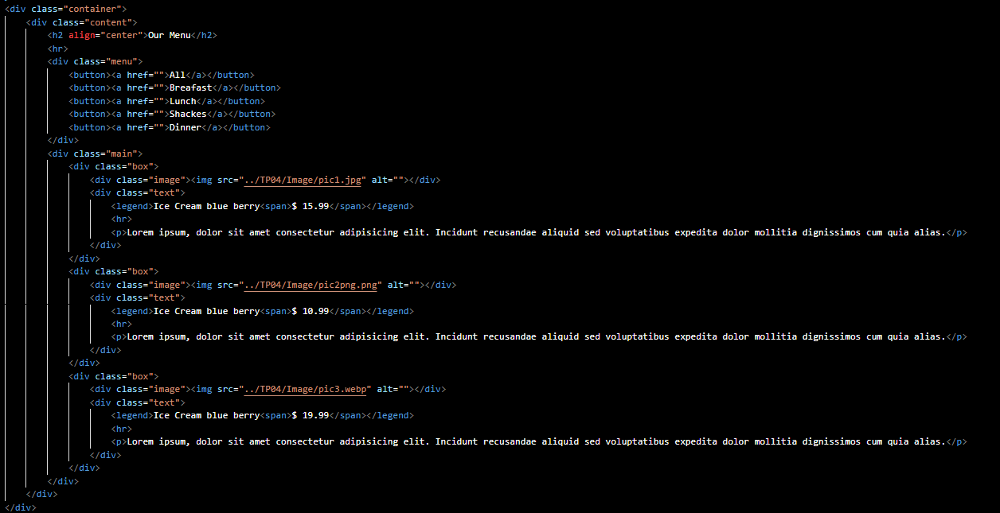 <div class="container">
<div class="content">
<h2 align="center">Our Menu</h2>
<hr>
<div class="menu">
<button><a href="">All</a></button>
<button><a href="">Breafast</a></button>
<button><a href="">Lunch</a></button>
<button><a href="">Shackes</a></button>
<button><a href="">Dinner</a></button>
</div>
<div class="main">
<div class="box">
<div class="image"><img src="../TP04/Image/pic1.jpg" alt=""></div>
<div class="text">
<legend>Ice Cream blue berry<span>$ 15.99</span></legend>
<hr>
<p>Lorem ipsum, dolor sit amet consectetur adipisicing elit. Incidunt recusandae aliquid sed voluptatibus expedita dolor mollitia dignissimos cum quia alias.</p>
</div>
</div>
<div class="box">
<div class="image"><img src="../TP04/Image/pic2png.png" alt=""></div>
<div class="text">
<legend>Ice Cream blue berry<span>$ 10.99</span></legend>
<hr>
<p>Lorem ipsum, dolor sit amet consectetur adipisicing elit. Incidunt recusandae aliquid sed voluptatibus expedita dolor mollitia dignissimos cum quia alias.</p>
</div>
</div>
<div class="box">
<div class="image"><img src="../TP04/Image/pic3.webp" alt=""></div>
<div class="text">
<legend>Ice Cream blue berry<span>$ 19.99</span></legend>
<hr>
<p>Lorem ipsum, dolor sit amet consectetur adipisicing elit. Incidunt recusandae aliquid sed voluptatibus expedita dolor mollitia dignissimos cum quia alias.</p>
</div>
</div>
</div>
</div>
</div>